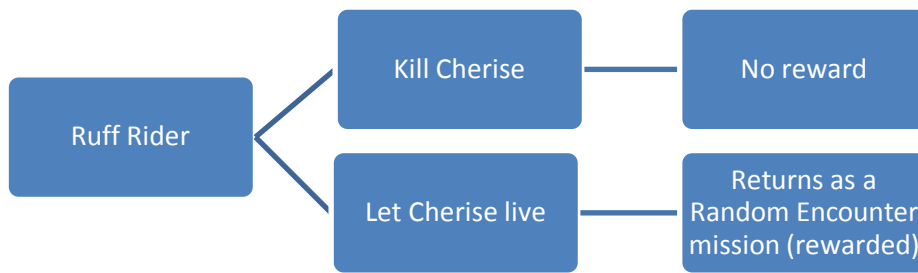 Ruff Rider
Kill Cherise
No reward
Let Cherise live
Returns as a
Random Encounter
mission (rewarded)